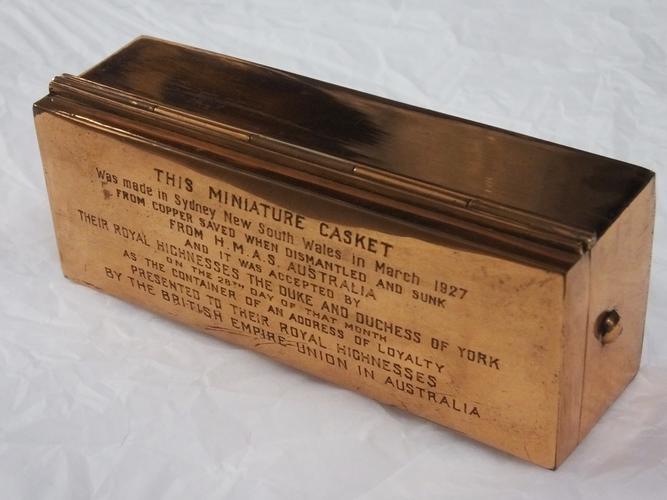 THIS MINIATURE CASKET
Was made in Sydney New South Wales in March 1927
FROM COPPER SAVED WHEN DISMANTLED AND SUNK
FROM H.M.A.S. AUSTRALIA
AND IT WAS ACCEPTED BY
THEIR ROYAL HIGHNESSES THE DUKE AND DUCHESS OF YORK
ON THE 28TH DAY OF THAT MONTH
AS THE CONTAINER OF AN ADDRESS OF LOYALTY
PRESENTED TO THEIR ROYAL HIGHNESSES
BY THE BRITISH EMPIRE UNION IN AUSTRALIA